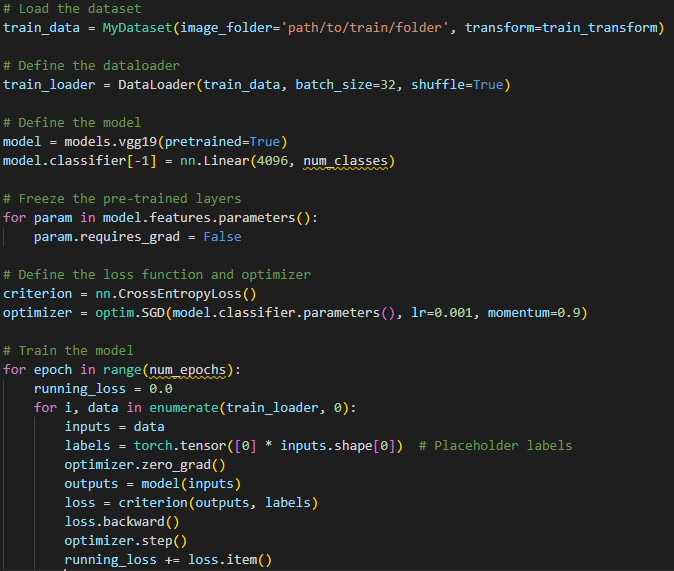 # Load the dataset
train_data = MyDataset(image_folder='path/to/train/folder', transform=train_transform)
# Define the dataloader
train_loader = DataLoader(train_data, batch_size=32, shuffle=True)
# Define the model
model = models.vgg19(pretrained=True)
model.classifier[-1] = nn.Linear(4096, num_classes)
# Freeze the pre-trained layers
for param in model.features.parameters():
    param.requires_grad = False
# Define the loss function and optimizer
criterion = nn.CrossEntropyLoss()
optimizer = optim.SGD(model.classifier.parameters(), lr=0.001, momentum=0.9)
# Train the model
for epoch in range(num_epochs):
    running_loss = 0.0
    for i, data in enumerate(train_loader, 0):
        inputs = data
        labels = torch.tensor([0] * inputs.shape[0])  # Placeholder labels
        optimizer.zero_grad()
        outputs = model(inputs)
        loss = criterion(outputs, labels)
        loss.backward()
        optimizer.step()
        running_loss += loss.item()